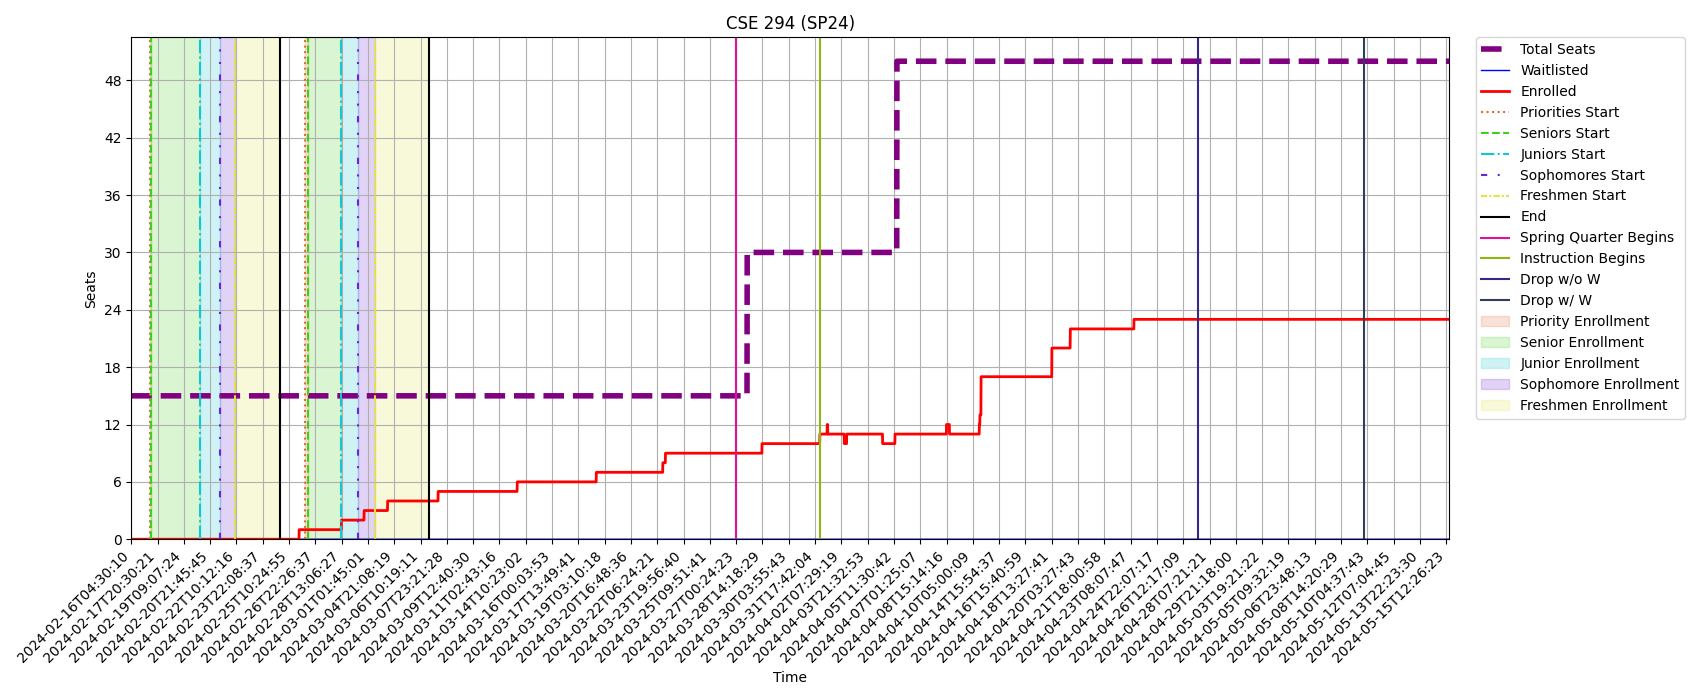 CSE 294 (SP24)
Seats
48
42
36
30
24
18
12
6
0
2024-02-16T04:30:10
2024-02-17T20:30:21
2024-02-19T09:07:24
2024-02-20T21:45:45
2024-02-22T10:12:16
2024-02-23T22:08:37
2024-02-25T10:24:55
2024-02-26T22:26:37
2024-02-28T13:06:27
2024-03-01T01:45:01
2024-03-04T21:08:19
2024-03-06T10:19:11
2024-03-07T23:21:28
2024-03-09T12:40:30
2024-03-11T02:43:16
2024-03-14T10:23:02
2024-03-16T00:03:53
2024-03-17T13:49:41
2024-03-19T03:10:18
2024-03-20T16:48:36
2024-03-22T06:24:21
2024-03-23T19:56:40
2024-03-25T09:51:41
2024-03-27T00:24:23
2024-03-28T14:18:29
2024-03-30T03:55:43
2024-03-31T17:42:04
2024-04-02T07:29:19
2024-04-03T21:32:53
2024-04-05T11:30:42
2024-04-07T01:25:07
2024-04-08T15:14:16
2024-04-10T05:00:09
2024-04-14T15:54:37
2024-04-16T15:40:59
2024-04-18T13:27:41
2024-04-20T03:27:43
2024-04-21T18:00:58
2024-04-23T08:07:47
2024-04-24T22:07:17
2024-04-26T12:17:09
2024-04-28T07:21:21
2024-04-29T21:18:00
2024-05-03T19:21:22
2024-05-05T09:32:19
2024-05-06T23:48:13
2024-05-08T14:20:29
2024-05-10T04:37:43
2024-05-12T07:04:45
2024-05-13T22:23:30
2024-05-15T12:26:23
Time
Total Seats
Waitlisted
Enrolled
Priorities Start
Seniors Start
Juniors Start
Sophomores Start
Freshmen Start
End
Spring Quarter Begins
Instruction Begins
Drop w/o W
Drop w/ W
Priority Enrollment
Senior Enrollment
Junior Enrollment
Sophomore Enrollment
Freshmen Enrollment